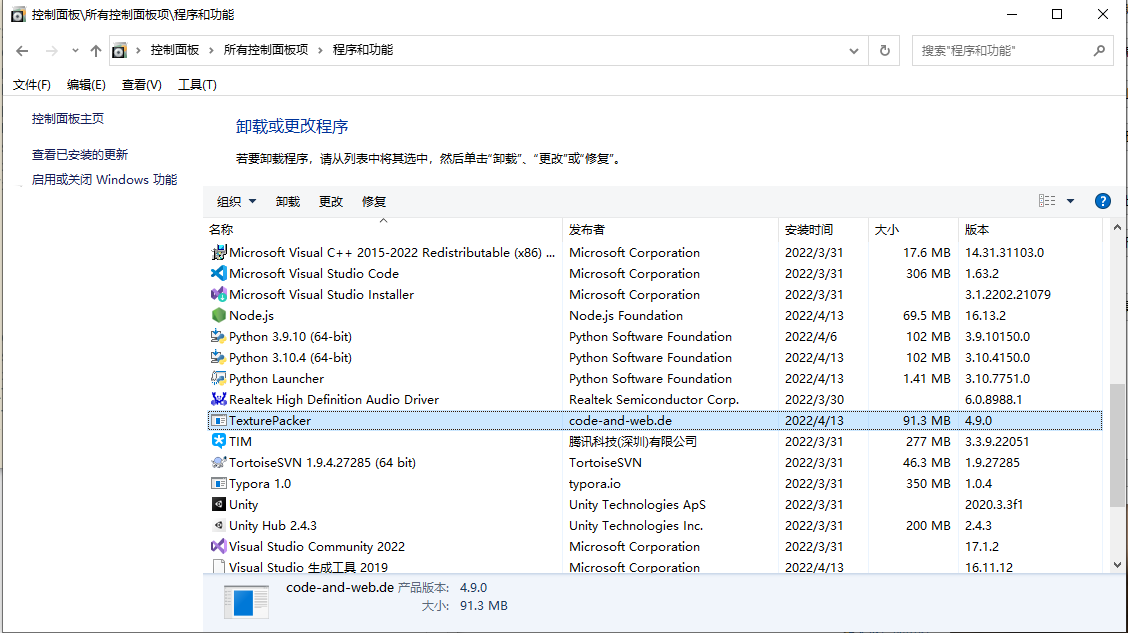 控制面板\所有控制面板项\程序和功能
控制面板 › 所有控制面板项 › 程序和功能
搜索"程序和功能"
文件(F) 编辑(E) 查看(V) 工具(T)
控制面板主页
查看已安装的更新
启用或关闭 Windows 功能
卸载或更改程序
若要卸载程序，请从列表中将其选中，然后单击"卸载"、"更改"或"修复"。
组织 卸载 更改 修复
名称 发布者 安装时间 大小 版本
Microsoft Visual C++ 2015-2022 Redistributable (x86) ... Microsoft Corporation 2022/3/31 17.6 MB 14.31.31103.0
Microsoft Visual Studio Code Microsoft Corporation 2022/3/31 306 MB 1.63.2
Microsoft Visual Studio Installer Microsoft Corporation 2022/3/31 3.1.2202.21079
Node.js Node.js Foundation 2022/4/13 69.5 MB 16.13.2
Python 3.9.10 (64-bit) Python Software Foundation 2022/4/6 102 MB 3.9.10150.0
Python 3.10.4 (64-bit) Python Software Foundation 2022/4/13 102 MB 3.10.4150.0
Python Launcher Python Software Foundation 2022/4/13 1.41 MB 3.10.7751.0
Realtek High Definition Audio Driver Realtek Semiconductor Corp. 2022/3/30 6.0.8988.1
TexturePacker code-and-web.de 2022/4/13 91.3 MB 4.9.0
TIM 腾讯科技(深圳)有限公司 2022/3/31 277 MB 3.3.9.22051
TortoiseSVN 1.9.4.27285 (64 bit) TortoiseSVN 2022/3/31 46.3 MB 1.9.27285
Typora 1.0 typora.io 2022/3/31 350 MB 1.0.4
Unity Unity Technologies ApS 2022/3/31 2020.3.3f1
Unity Hub 2.4.3 Unity Technologies Inc. 2022/3/31 200 MB 2.4.3
Visual Studio Community 2022 Microsoft Corporation 2022/3/31 17.1.2
Visual Studio 生成工具 2019 Microsoft Corporation 2022/4/13 16.11.12
code-and-web.de 产品版本: 4.9.0
大小: 91.3 MB